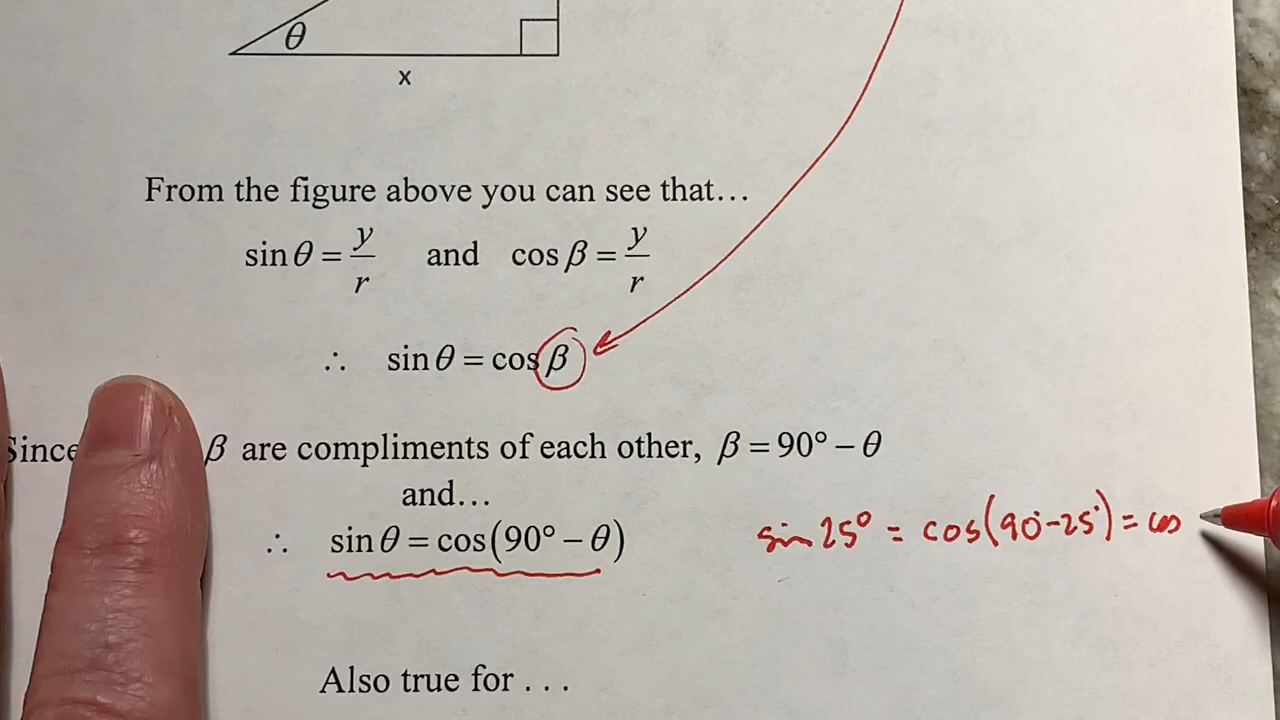 θ
x
From the figure above you can see that…
sin θ = y/r and cos β = y/r
∴ sin θ = cos β
Since β are compliments of each other, β = 90° − θ
and…
∴ sin θ = cos(90° − θ)
sin 25° = cos(90°-25°) = cos
Also true for . . .